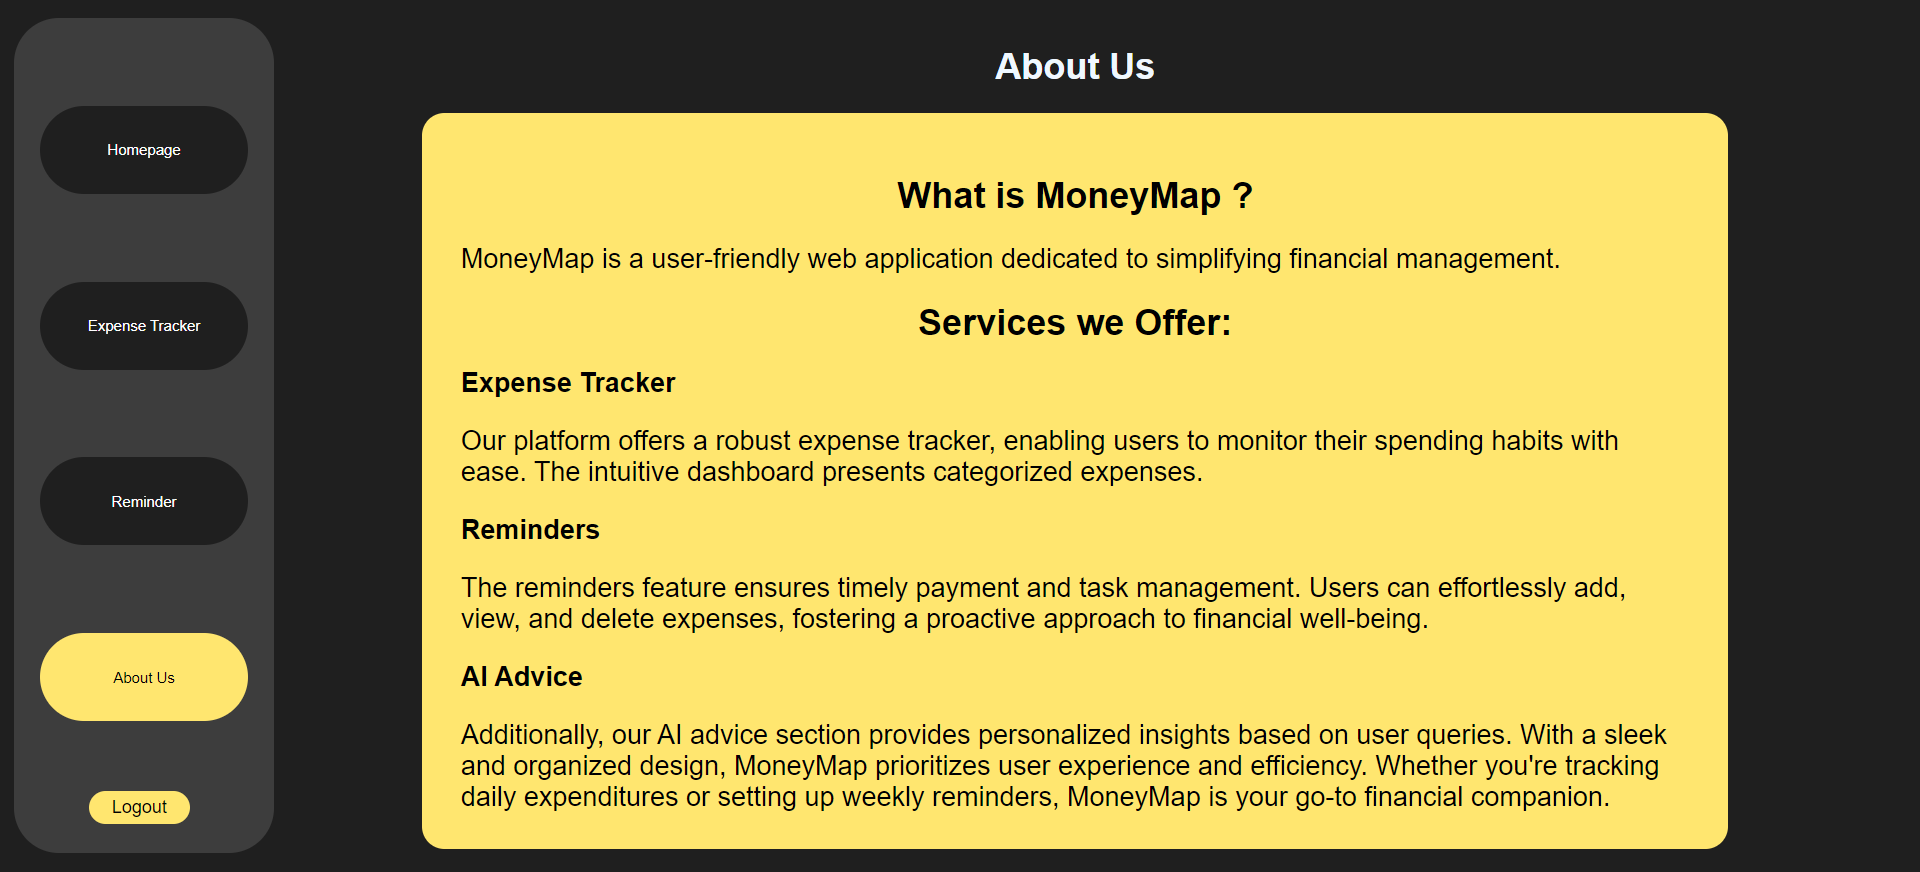 Homepage
Expense Tracker
Reminder
About Us
Logout
About Us
What is MoneyMap ?
MoneyMap is a user-friendly web application dedicated to simplifying financial management.
Services we Offer:
Expense Tracker
Our platform offers a robust expense tracker, enabling users to monitor their spending habits with
ease. The intuitive dashboard presents categorized expenses.
Reminders
The reminders feature ensures timely payment and task management. Users can effortlessly add,
view, and delete expenses, fostering a proactive approach to financial well-being.
AI Advice
Additionally, our AI advice section provides personalized insights based on user queries. With a sleek
and organized design, MoneyMap prioritizes user experience and efficiency. Whether you're tracking
daily expenditures or setting up weekly reminders, MoneyMap is your go-to financial companion.